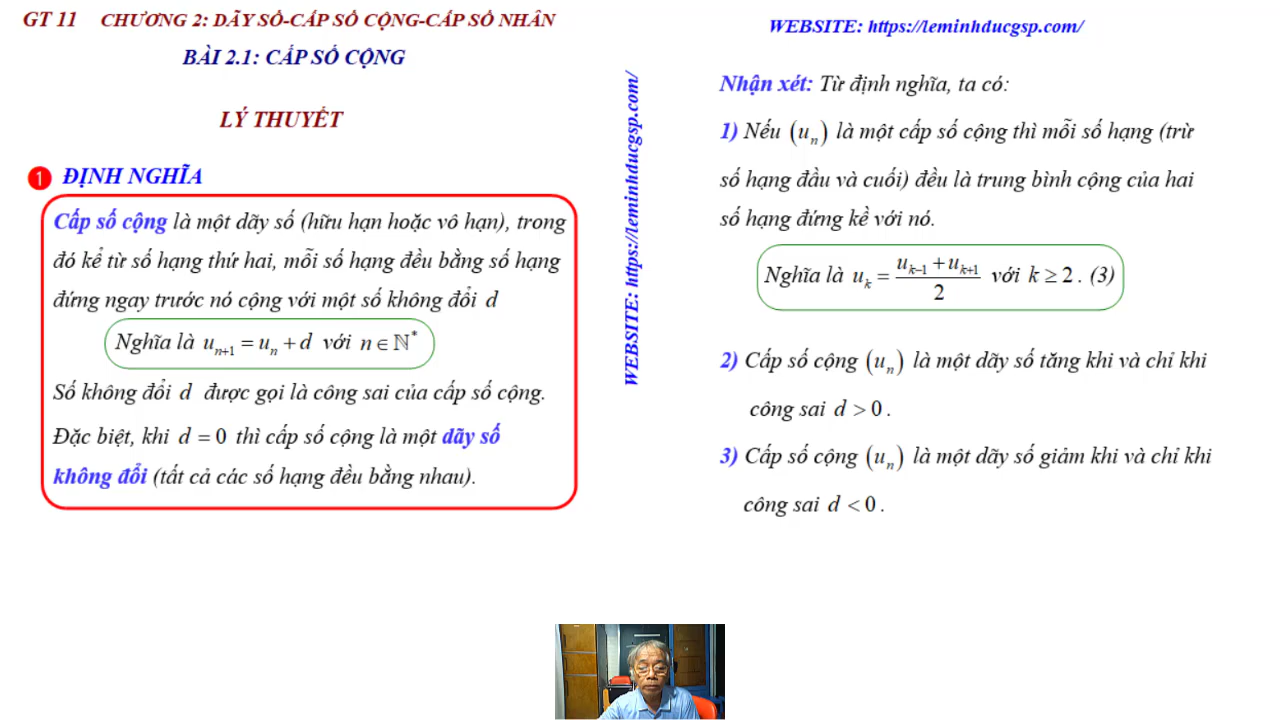 GT 11 CHƯƠNG 2: DÃY SỐ-CẤP SỐ CỘNG-CẤP SỐ NHÂN
BÀI 2.1: CẤP SỐ CỘNG
LÝ THUYẾT
1 ĐỊNH NGHĨA
Cấp số cộng là một dãy số (hữu hạn hoặc vô hạn), trong
đó kể từ số hạng thứ hai, mỗi số hạng đều bằng số hạng
đứng ngay trước nó cộng với một số không đổi d
Nghĩa là u_{n+1} = u_n + d với n ∈ ℕ*
Số không đổi d được gọi là công sai của cấp số cộng.
Đặc biệt, khi d = 0 thì cấp số cộng là một dãy số
không đổi (tất cả các số hạng đều bằng nhau).
WEBSITE: https://leminhducgsp.com/
WEBSITE: https://leminhducgsp.com/
Nhận xét: Từ định nghĩa, ta có:
1) Nếu (u_n) là một cấp số cộng thì mỗi số hạng (trừ
số hạng đầu và cuối) đều là trung bình cộng của hai
số hạng đứng kề với nó.
Nghĩa là u_k = (u_{k-1} + u_{k+1})/2 với k ≥ 2. (3)
2) Cấp số cộng (u_n) là một dãy số tăng khi và chỉ khi
công sai d > 0.
3) Cấp số cộng (u_n) là một dãy số giảm khi và chỉ khi
công sai d < 0.